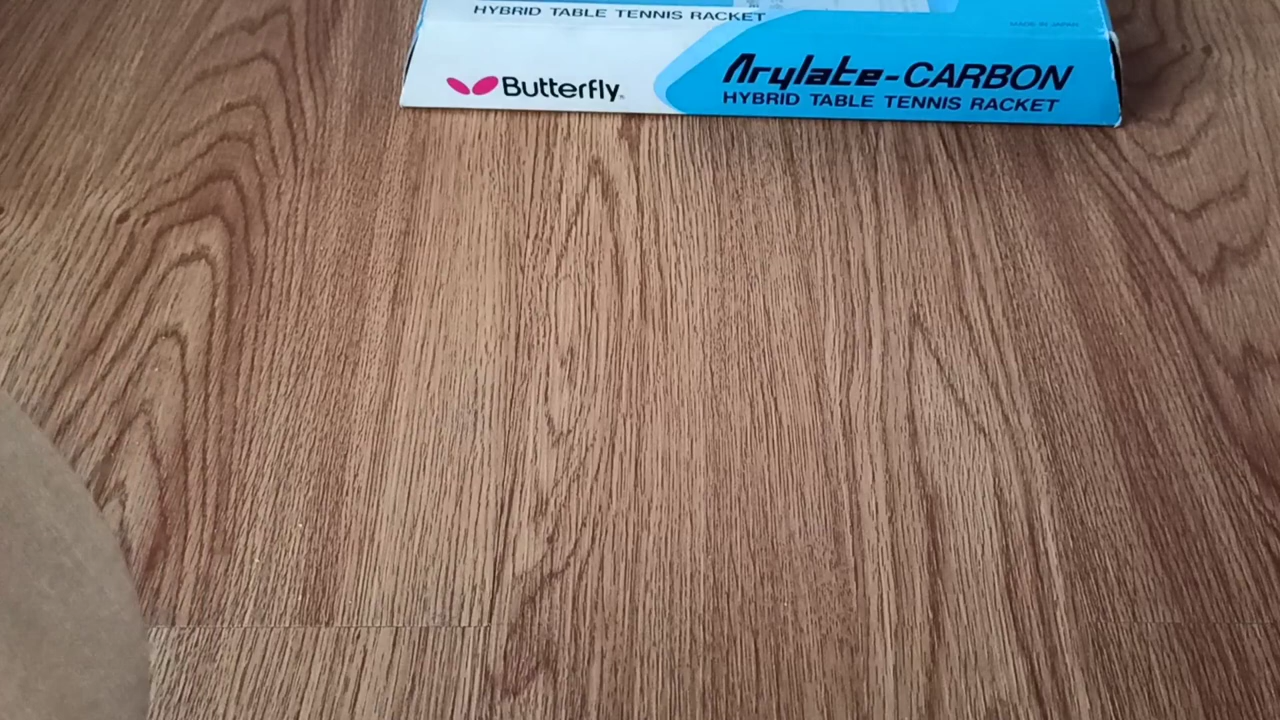 HYBRID TABLE TENNIS RACKET
MADE IN JAPAN
Butterfly
Arylate-CARBON
HYBRID TABLE TENNIS RACKET